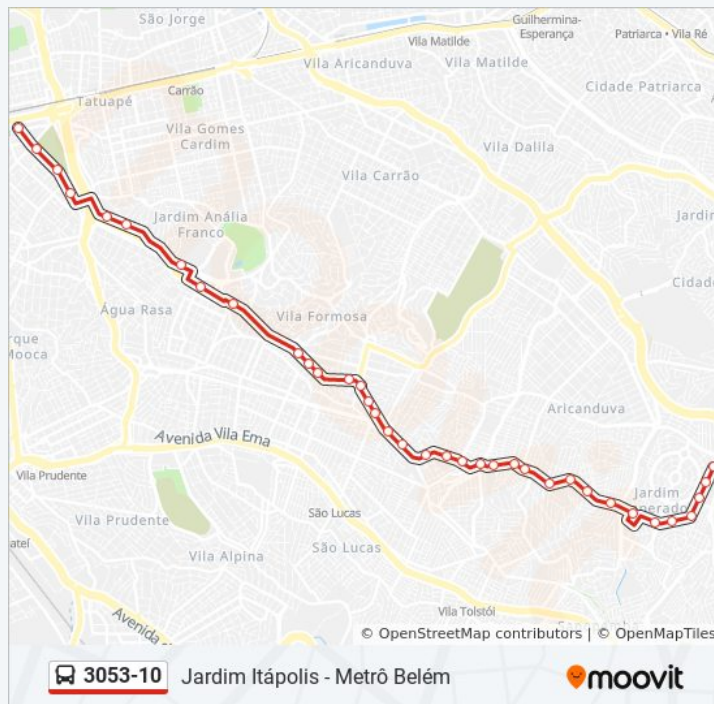 São Jorge
Guilhermina-
Esperança
Vila Matilde
Patriarca • Vila Ré
Vila Aricanduva
Vila Matilde
Carrão
Tatuapé
Cidade Patriarca
Vila Gomes
Cardim
Vila Dalila
Vila Carrão
Jardim Anália
Franco
Jardim
Cidade
Água Rasa
Vila Formosa
Mooca
Aricanduva
Avenida Vila Ema
Vila Prudente
Jardim
São Lucas
Vila Prudente
São Lucas
Vila Alpina
Vila Tolstói
Avenida
© OpenStreetMap contributors | © OpenMapTiles
3053-10 Jardim Itápolis - Metrô Belém
moovit